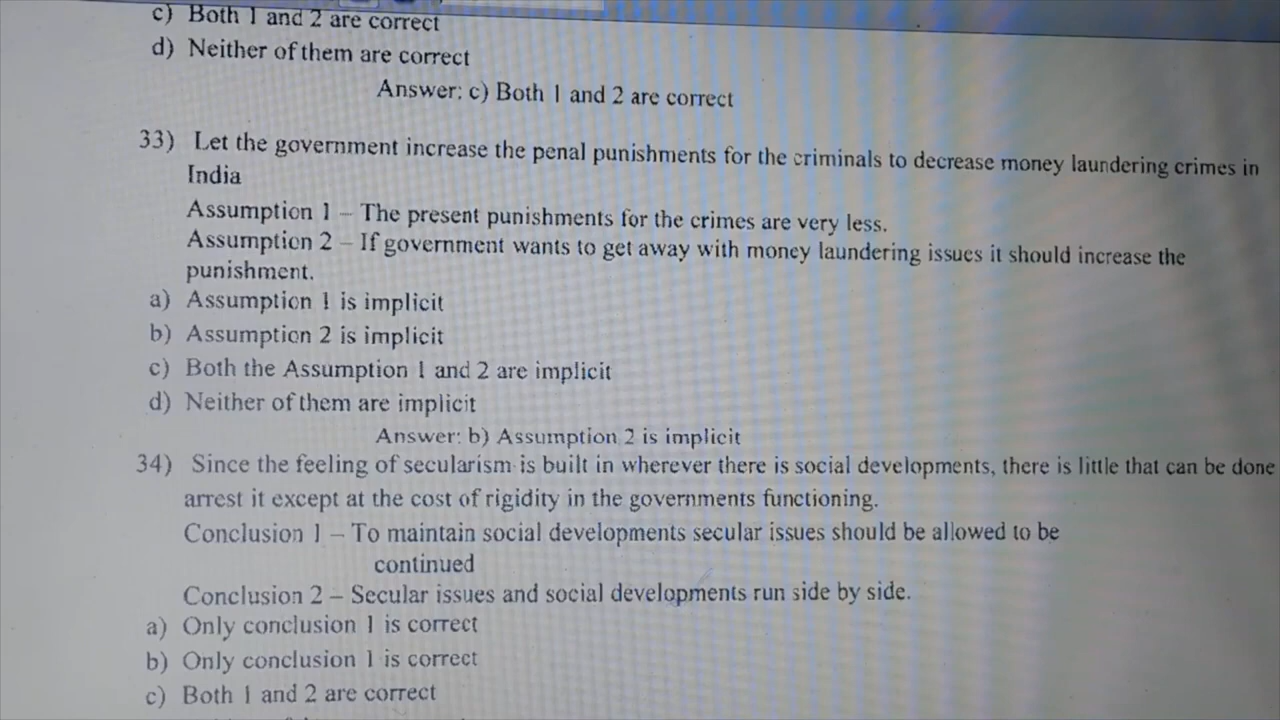 c) Both 1 and 2 are correct
d) Neither of them are correct
Answer: c) Both 1 and 2 are correct
33) Let the government increase the penal punishments for the criminals to decrease money laundering crimes in
India
Assumption 1 – The present punishments for the crimes are very less.
Assumption 2 – If government wants to get away with money laundering issues it should increase the
punishment.
a) Assumption 1 is implicit
b) Assumption 2 is implicit
c) Both the Assumption 1 and 2 are implicit
d) Neither of them are implicit
Answer: b) Assumption 2 is implicit
34) Since the feeling of secularism is built in wherever there is social developments, there is little that can be done
arrest it except at the cost of rigidity in the governments functioning.
Conclusion 1 – To maintain social developments secular issues should be allowed to be
continued
Conclusion 2 – Secular issues and social developments run side by side.
a) Only conclusion 1 is correct
b) Only conclusion 1 is correct
c) Both 1 and 2 are correct